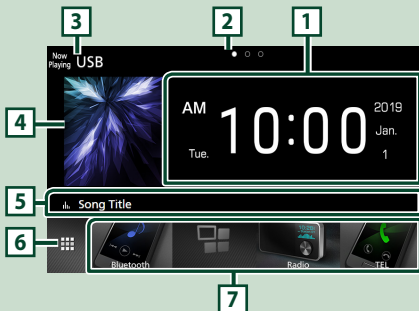 3
2
1
Now
Playing USB
4
AM
10:00
2019
Jan.
1
Tue.
5
Song Title
6
Bluetooth
Radio
TEL
7